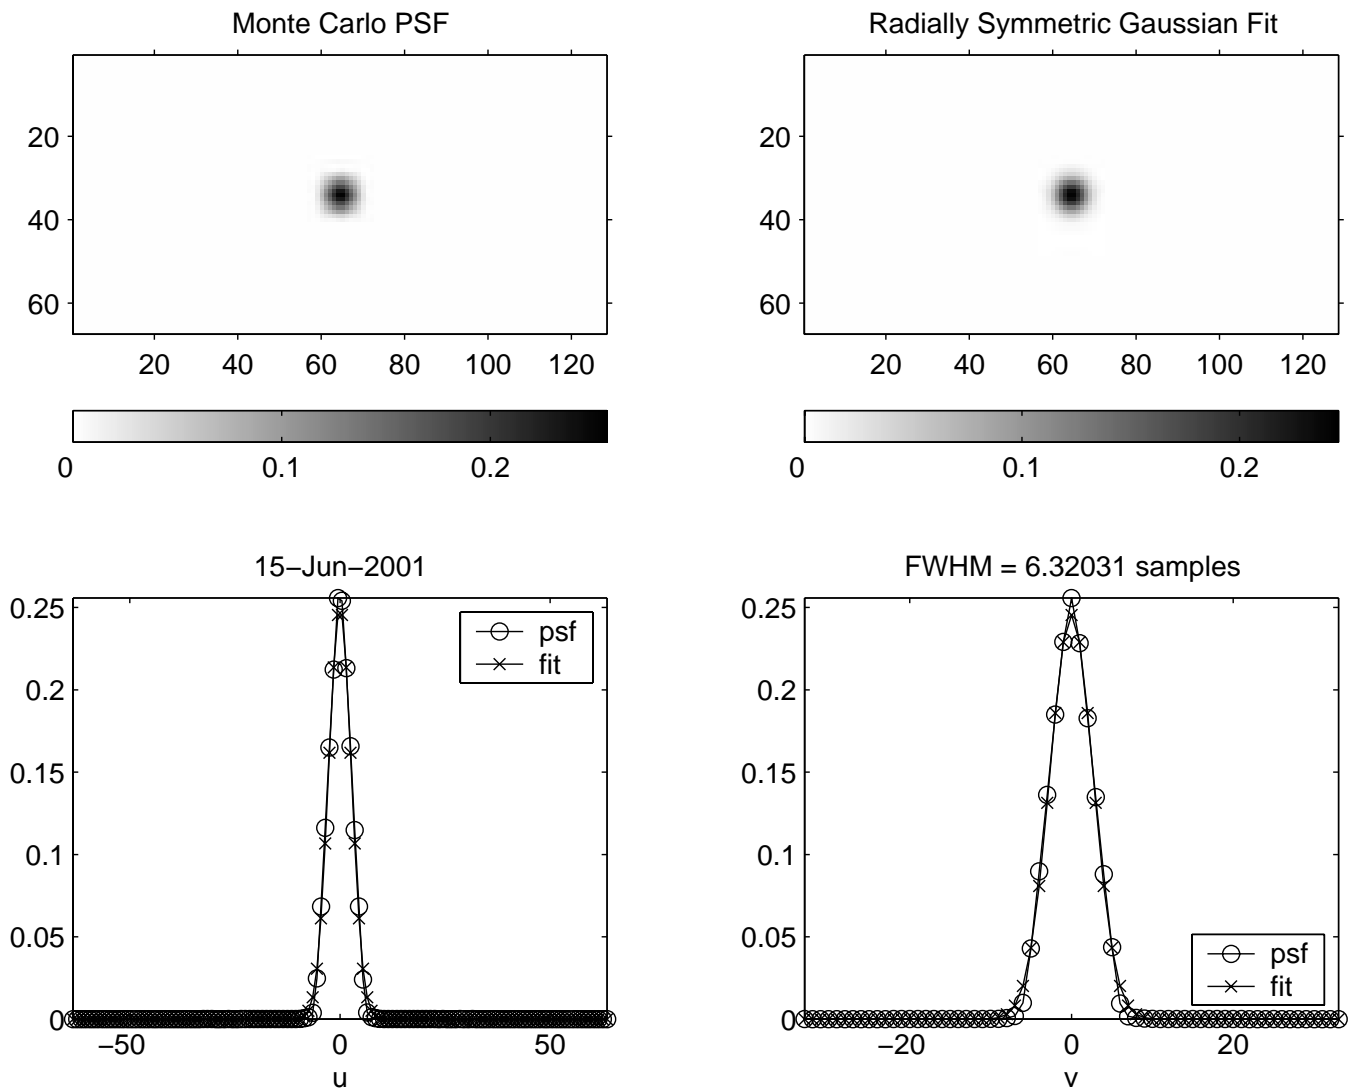 Monte Carlo PSF
20
40
60
20 40 60 80 100 120
0 0.1 0.2
Radially Symmetric Gaussian Fit
20
40
60
20 40 60 80 100 120
0 0.1 0.2
15−Jun−2001
0.25
0.2
0.15
0.1
0.05
0
−50 0 50
u
psf
fit
FWHM = 6.32031 samples
0.25
0.2
0.15
0.1
0.05
0
−20 0 20
v
psf
fit